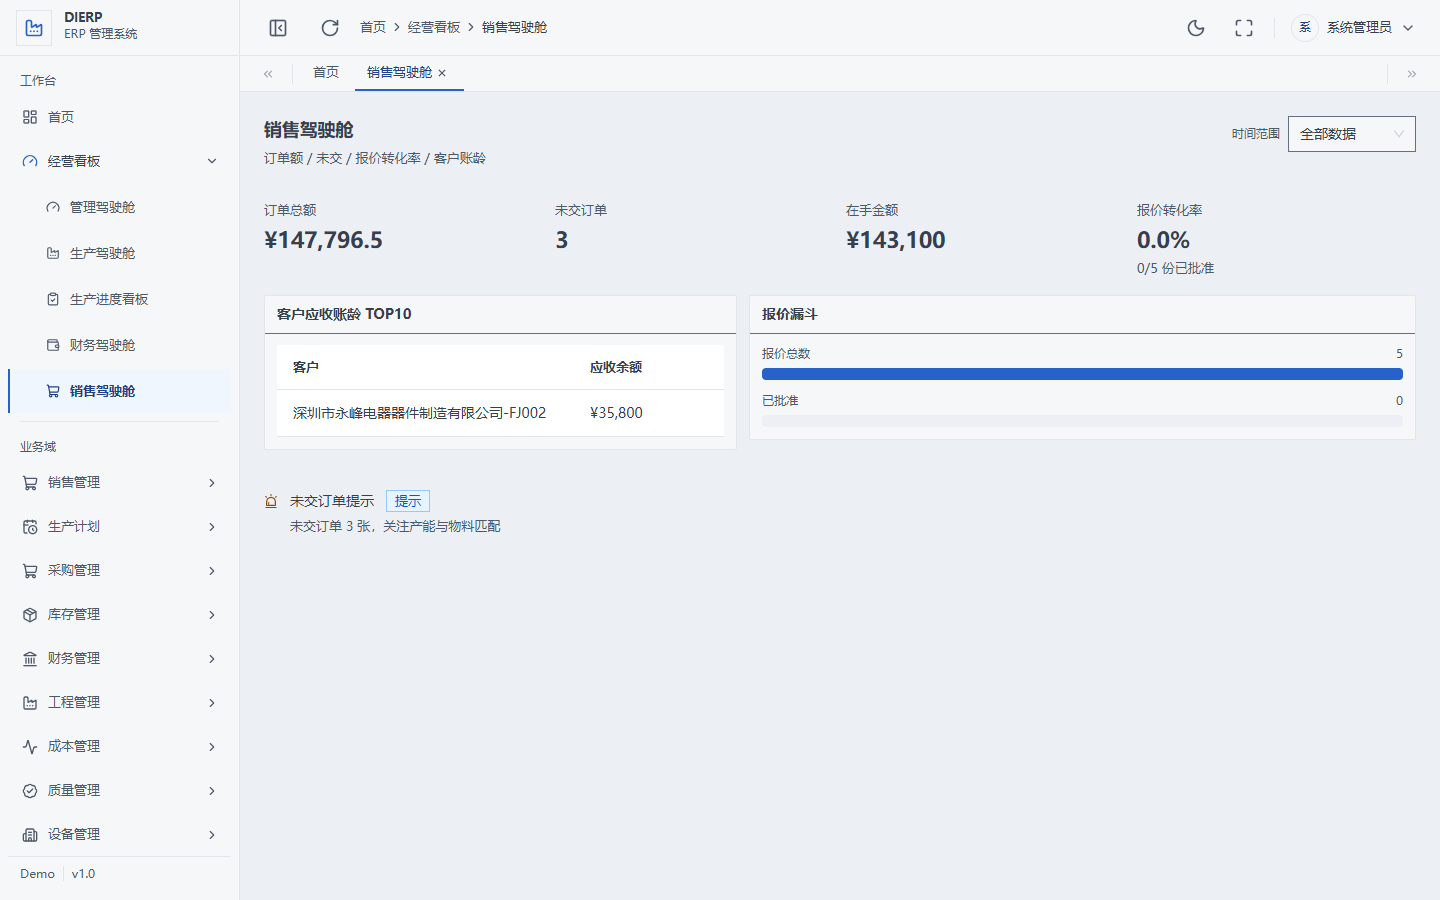 DIERP
ERP 管理系统
首页 > 经营看板 > 销售驾驶舱
系 系统管理员
工作台
首页
经营看板
管理驾驶舱
生产驾驶舱
生产进度看板
财务驾驶舱
销售驾驶舱
业务域
销售管理
生产计划
采购管理
库存管理
财务管理
工程管理
成本管理
质量管理
设备管理
Demo v1.0
« 首页 销售驾驶舱 × »
销售驾驶舱
订单额 / 未交 / 报价转化率 / 客户账龄
时间范围 全部数据
订单总额
¥147,796.5
未交订单
3
在手金额
¥143,100
报价转化率
0.0%
0/5 份已批准
客户应收账龄 TOP10
客户 应收余额
深圳市永峰电器器件制造有限公司-FJ002 ¥35,800
报价漏斗
报价总数 5
已批准 0
未交订单提示 提示
未交订单 3 张，关注产能与物料匹配